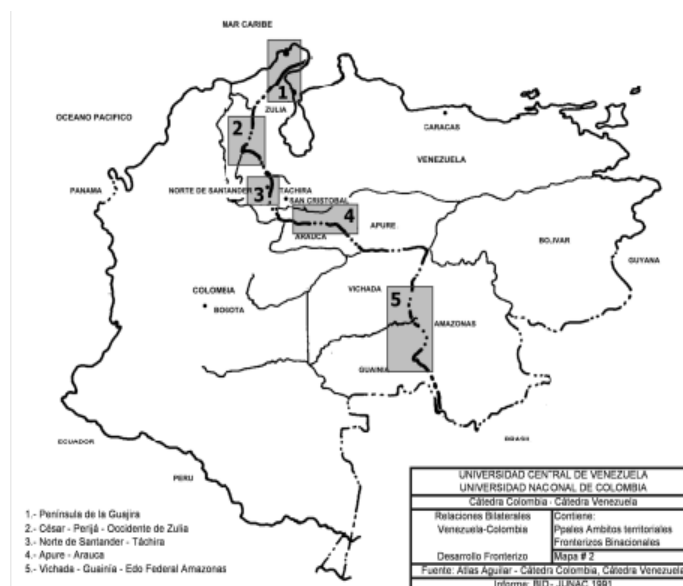 MAR CARIBE
1
ZULIA
OCEANO PACIFICO
2
CARACAS
VENEZUELA
PANAMA
NORTE DE SANTANDER
3
TACHIRA
SAN CRISTOBAL
4
APURE
ARAUCA
BOLIVAR
GUYANA
COLOMEIA
VICHADA
5
BOGOTA
AMAZONAS
GUAINIA
ECUADOR
BRASIL
PERU
1.- Península de la Guajira
2.- César - Perijá - Occidente de Zulia
3.- Norte de Santander - Táchira
4.- Apure - Arauca
5.- Vichada - Guainía - Edo Federal Amazonas
UNIVERSIDAD CENTRAL DE VENEZUELA
UNIVERSIDAD NACONAL DE COLOMBIA
Cátedra Colombia - Cátedra Venezuela
Relaciones Bilaterales
Venezuela-Colombia
Desarrollo Fronterizo
Contiene:
Ppales Ambitos territoriales
Fronterizos Binacionales
Mapa # 2
Fuente: Atlas Aguilar - Cátedra Colombia, Cátedra Venezuela
Informe: BID - JUNAC 1991